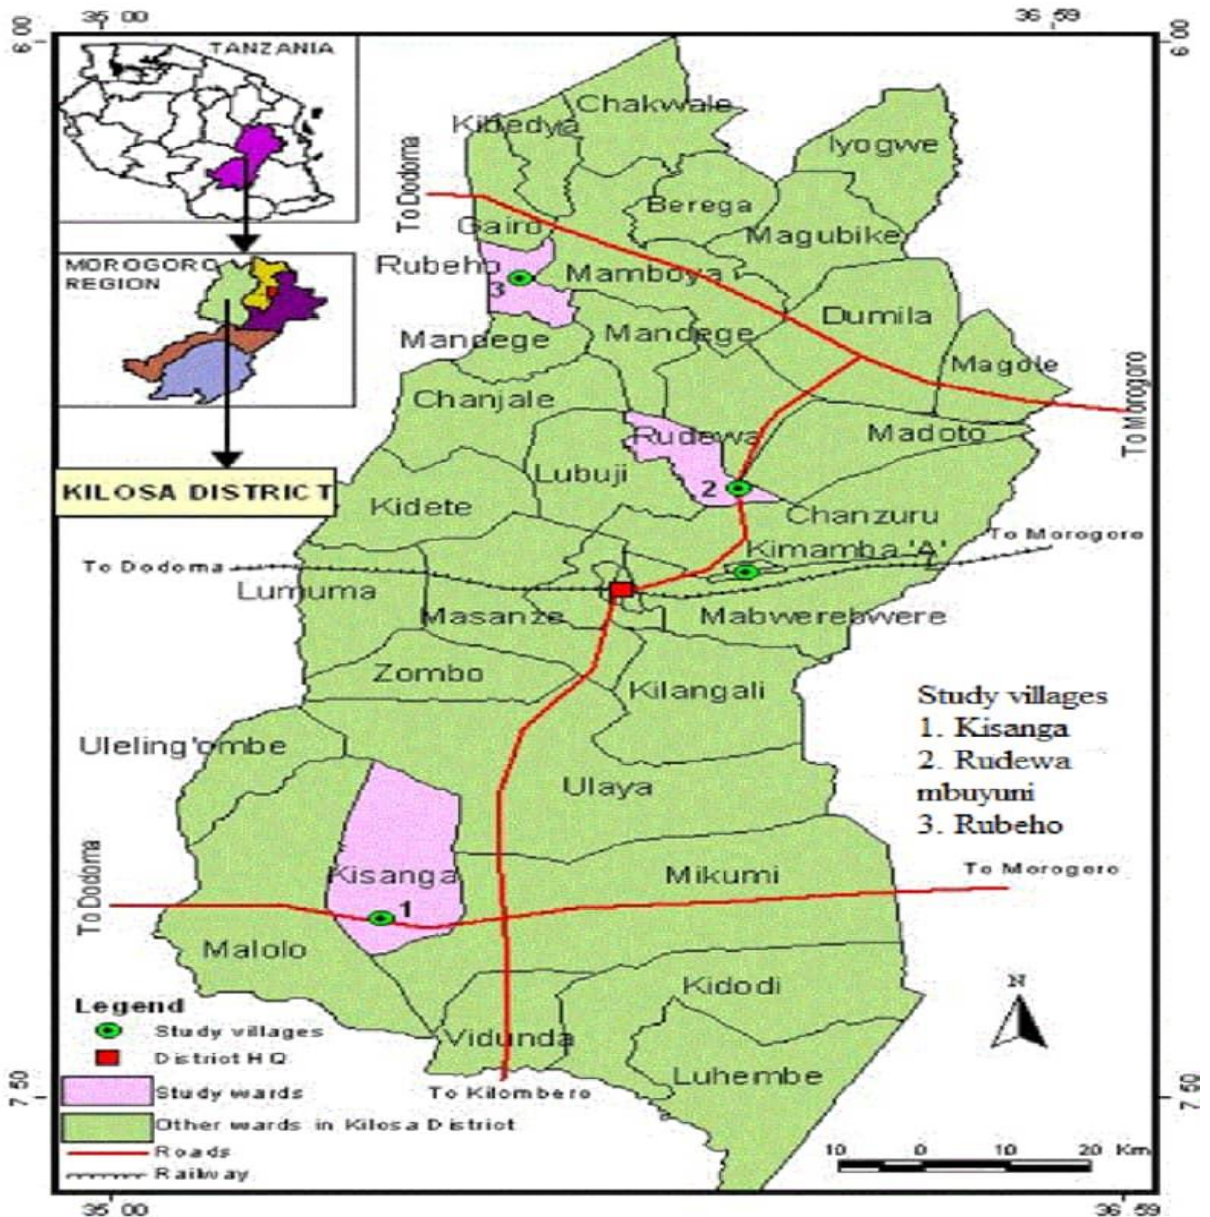 35 00
36 59
6 00
6 00
TANZANIA
MOROGORO
REGION
KILOSA DISTRICT
To Dodoma
Kibedya
Chakwale
Iyogwe
Berega
Gairo
Magubike
Rubeho
3
Mamboya
Dumila
Mandege
Mandege
Magole
Chanjale
To Morogoro
Rudewa
Madoto
Lubuji
2
Kidete
Chanzuru
To Morogoro
Kimamba 'A'
To Dodoma
Lumuma
Masanze
Mabwerebwere
Zombo
Kilangali
Study villages
1. Kisanga
2. Rudewa
mbuyuni
3. Rubeho
Uleling'ombe
Ulaya
Kisanga
Mikumi
To Morogoro
To Dodoma
1
Malolo
Kidodi
N
Legend
Study villages
District HQ
Study wards
Other wards in Kilosa District
Roads
Railway
Vidunda
Luhembe
To Kilombero
7 50
7 50
10 0 10 20 Km
35 00
36 59